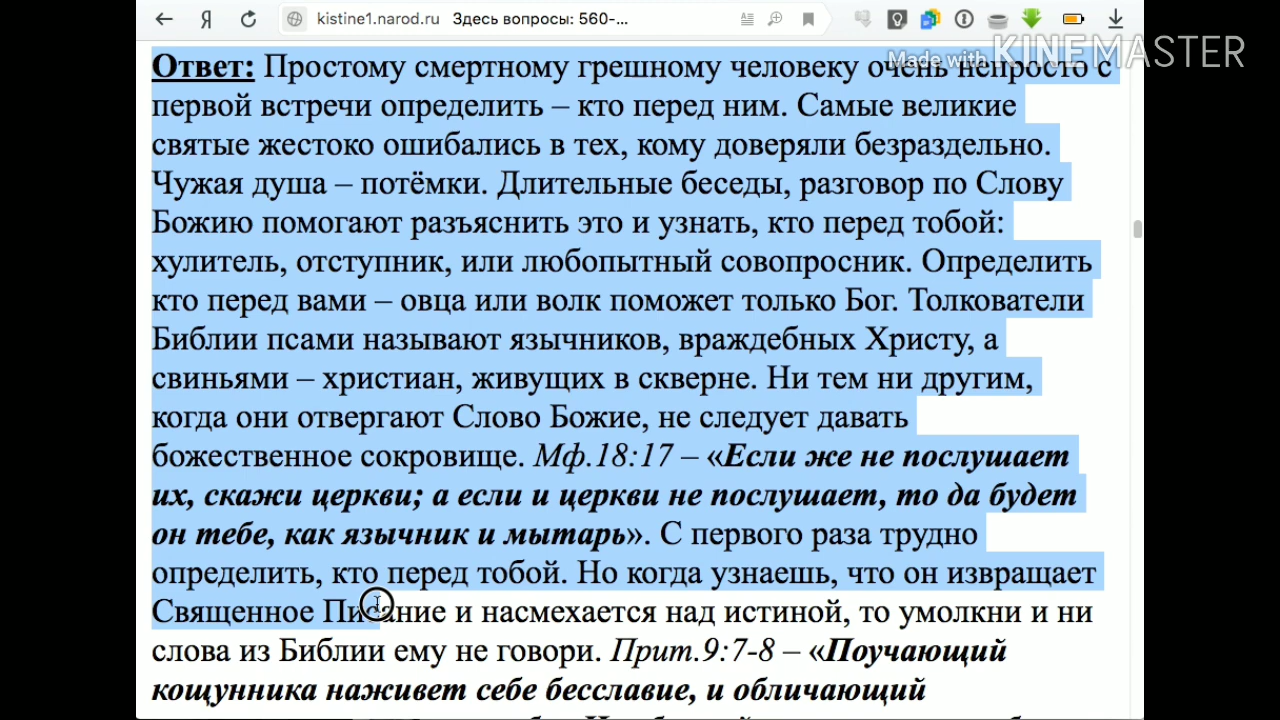 kistine1.narod.ru Здесь вопросы: 560-...
Made with KINEMASTER
Ответ: Простому смертному грешному человеку очень непросто с
первой встречи определить – кто перед ним. Самые великие
святые жестоко ошибались в тех, кому доверяли безраздельно.
Чужая душа – потёмки. Длительные беседы, разговор по Слову
Божию помогают разъяснить это и узнать, кто перед тобой:
хулитель, отступник, или любопытный совопросник. Определить
кто перед вами – овца или волк поможет только Бог. Толкователи
Библии псами называют язычников, враждебных Христу, а
свиньями – христиан, живущих в скверне. Ни тем ни другим,
когда они отвергают Слово Божие, не следует давать
божественное сокровище. Мф.18:17 – «Если же не послушает
их, скажи церкви; а если и церкви не послушает, то да будет
он тебе, как язычник и мытарь». С первого раза трудно
определить, кто перед тобой. Но когда узнаешь, что он извращает
Священное Писание и насмехается над истиной, то умолкни и ни
слова из Библии ему не говори. Прит.9:7-8 – «Поучающий
кощунника наживет себе бесславие, и обличающий